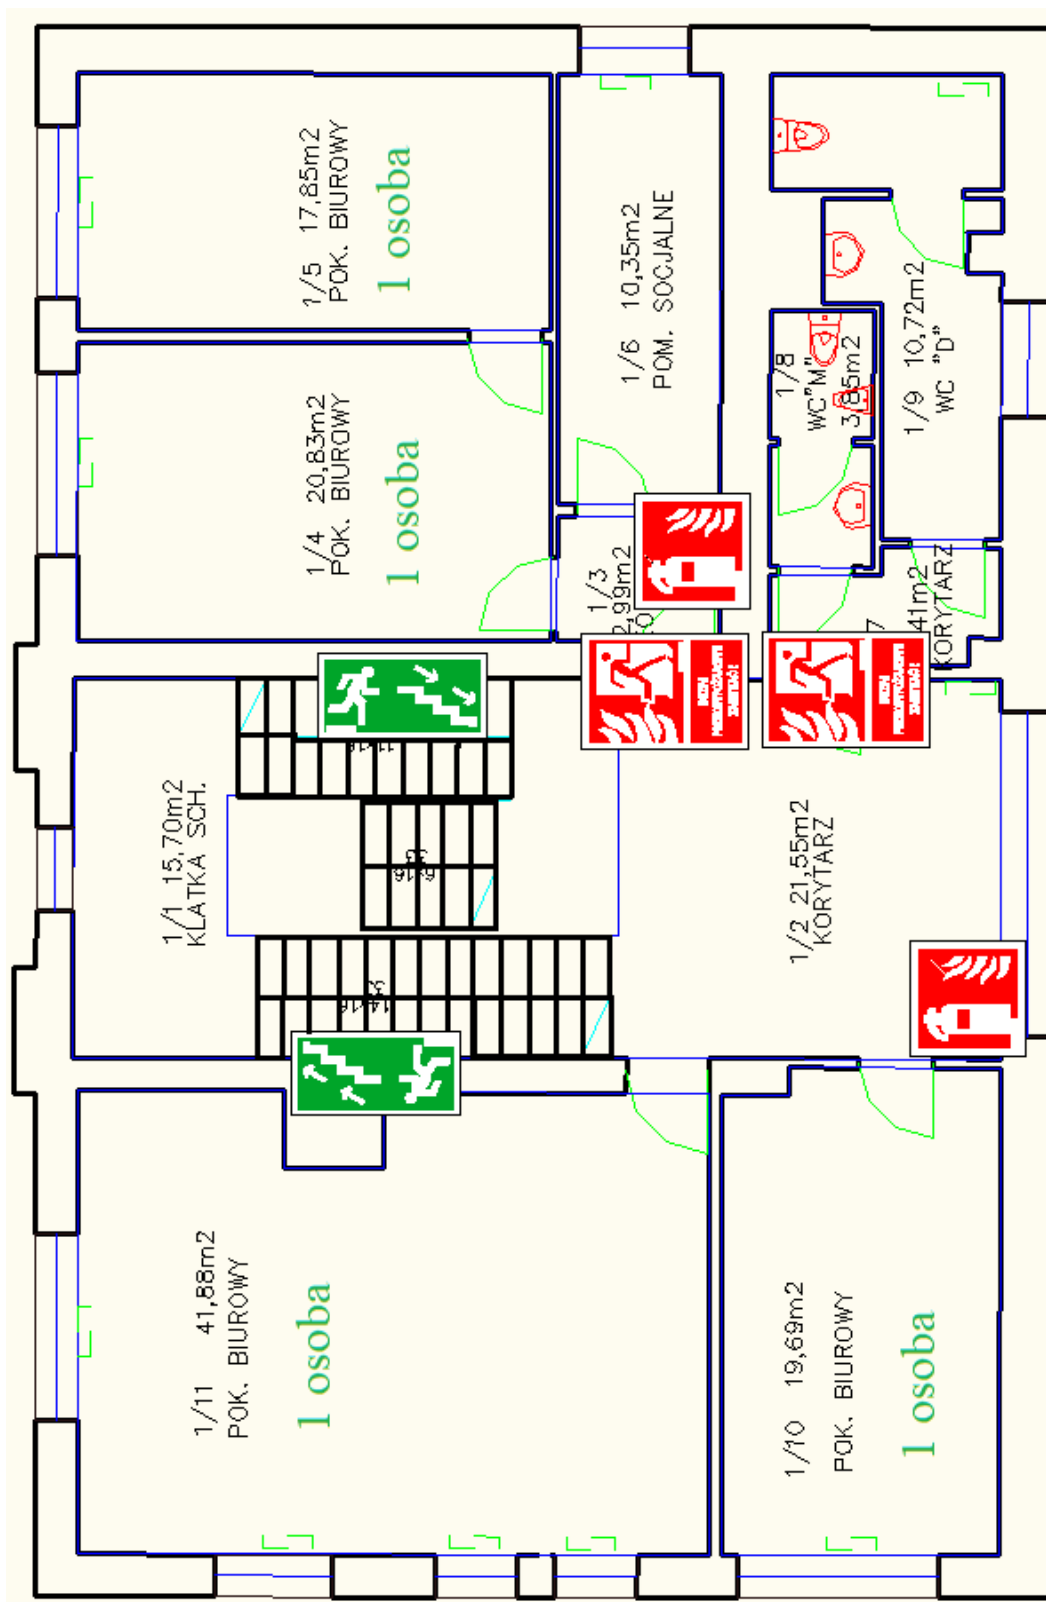 1/5 17,85m2
POK. BIUROWY
1 osoba
1/4 20,83m2
POK. BIUROWY
1 osoba
1/6 10,35m2
POM. SOCJALNE
1/8
WC"M"
3,85m2
1/9 10,72m2
WC "D"
1/3
2,99m2
41m2
KORYTARZ
1/1 15,70m2
KLATKA SCH.
1/2 21,55m2
KORYTARZ
1/11 41,88m2
POK. BIUROWY
1 osoba
1/10 19,69m2
POK. BIUROWY
1 osoba